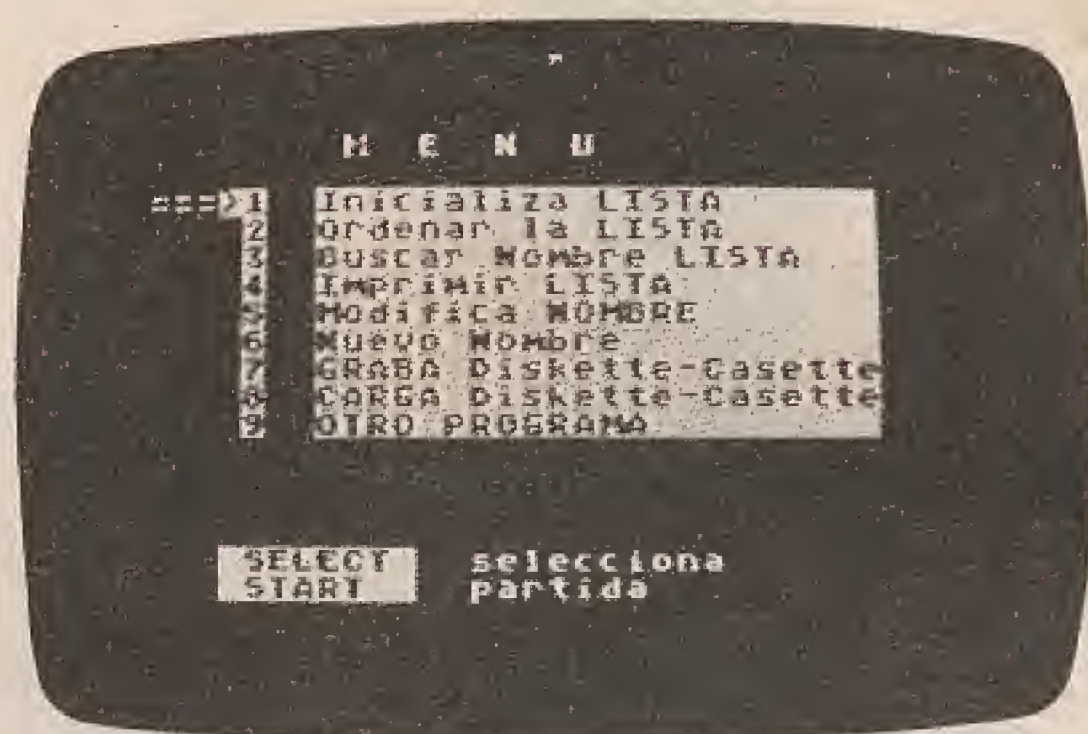 M E N U
===>1 Inicializa LISTA
2 Ordenar la LISTA
3 Buscar Nombre LISTA
4 Imprimir LISTA
5 Modifica NOMBRE
6 Nuevo Nombre
7 GRABA Diskette-Casette
8 CARGA Diskette-Casette
9 OTRO PROGRAMA
SELECT selecciona
START partida